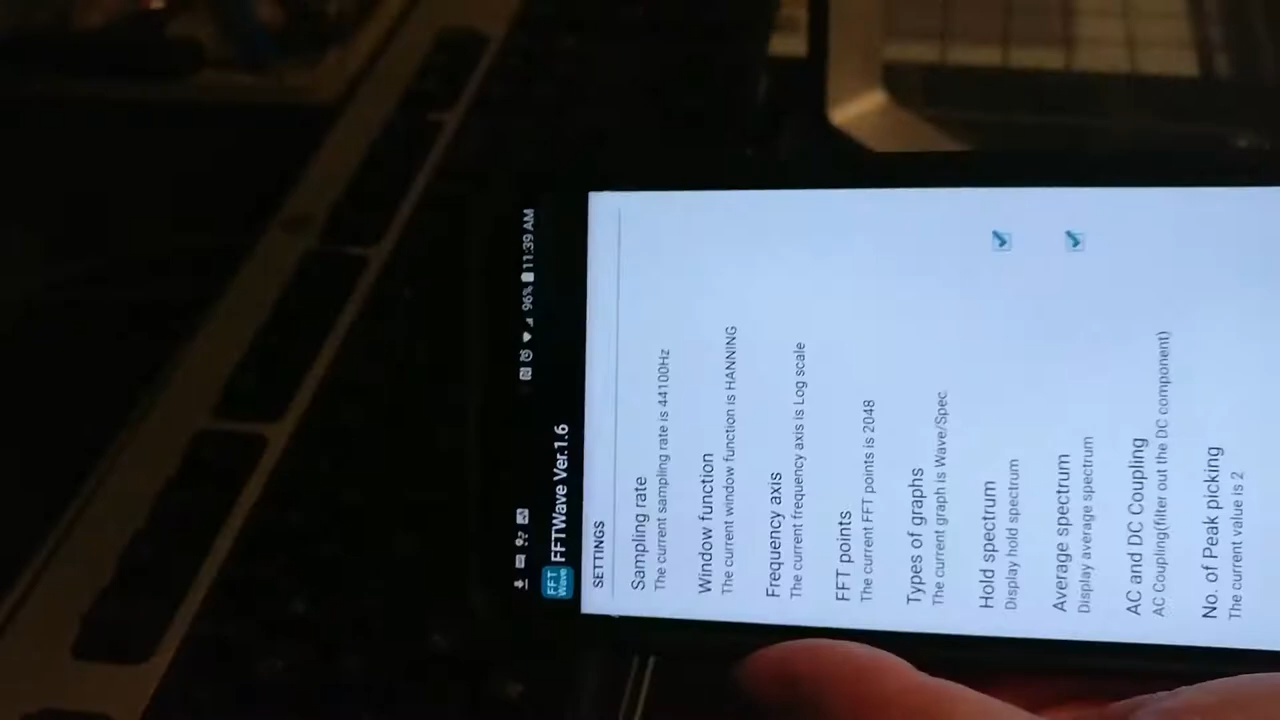 96% 11:39 AM
FFT Wave FFTWave Ver.1.6
SETTINGS
Sampling rate
The current sampling rate is 44100Hz
Window function
The current window function is HANNING
Frequency axis
The current frequency axis is Log scale
FFT points
The current FFT points is 2048
Types of graphs
The current graph is Wave/Spec
Hold spectrum
Display hold spectrum
Average spectrum
Display average spectrum
AC and DC Coupling
AC Coupling(filter out the DC component)
No. of Peak picking
The current value is 2